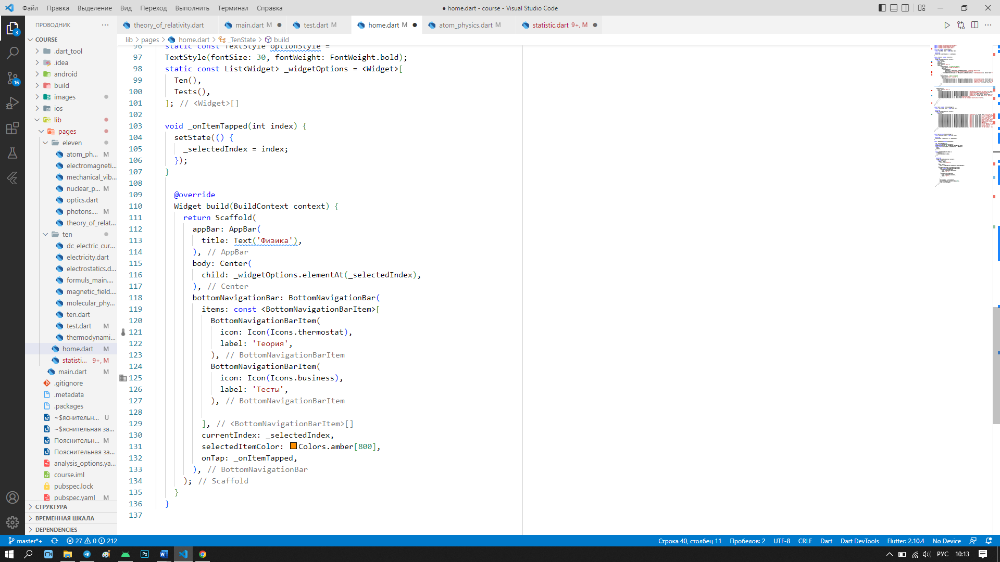 Файл Правка Выделение Вид Переход Выполнить Терминал Справка
● home.dart - course - Visual Studio Code
ПРОВОДНИК
COURSE
.dart_tool
.idea
android
build
images
ios
lib
pages
eleven
atom_ph... M
electromagneti...
mechanical_vib...
nuclear_p... M
optics.dart
photons.... M
theory_of_relat...
ten
dc_electric_cur...
electricity.dart
electrostatics.d...
formuls_main....
magnetic_field....
molecular_phy...
ten.dart
test.dart M
thermodynami...
home.dart M
statisti... 9+, M
main.dart M
.gitignore
.metadata
.packages
~$яснительн... U
~$яснительная за...
Пояснительн... M
Пояснительная за...
analysis_options.ya...
course.iml
pubspec.lock
pubspec.yaml M
СТРУКТУРА
ВРЕМЕННАЯ ШКАЛА
DEPENDENCIES
theory_of_relativity.dart
main.dart M
test.dart M
home.dart M
atom_physics.dart M
statistic.dart 9+, M
lib > pages > home.dart > _TenState > build
96 static const TextStyle optionStyle =
97 TextStyle(fontSize: 30, fontWeight: FontWeight.bold);
98 static const List<Widget> _widgetOptions = <Widget>[
99 Ten(),
100 Tests(),
101 ]; // <Widget>[]
102
103 void _onItemTapped(int index) {
104 setState(() {
105 _selectedIndex = index;
106 });
107 }
108
109 @override
110 Widget build(BuildContext context) {
111 return Scaffold(
112 appBar: AppBar(
113 title: Text('Физика'),
114 ), // AppBar
115 body: Center(
116 child: _widgetOptions.elementAt(_selectedIndex),
117 ), // Center
118 bottomNavigationBar: BottomNavigationBar(
119 items: const <BottomNavigationBarItem>[
120 BottomNavigationBarItem(
121 icon: Icon(Icons.thermostat),
122 label: 'Теория',
123 ), // BottomNavigationBarItem
124 BottomNavigationBarItem(
125 icon: Icon(Icons.business),
126 label: 'Тесты',
127 ), // BottomNavigationBarItem
128
129 ], // <BottomNavigationBarItem>[]
130 currentIndex: _selectedIndex,
131 selectedItemColor: Colors.amber[800],
132 onTap: _onItemTapped,
133 ), // BottomNavigationBar
134 ); // Scaffold
135 }
136 }
137
3
16
master*+ 27 0 212
Строка 40, столбец 11 Пробелов: 2 UTF-8 CRLF Dart Dart DevTools Flutter: 2.10.4 No Device
Ps
РУС 10:13